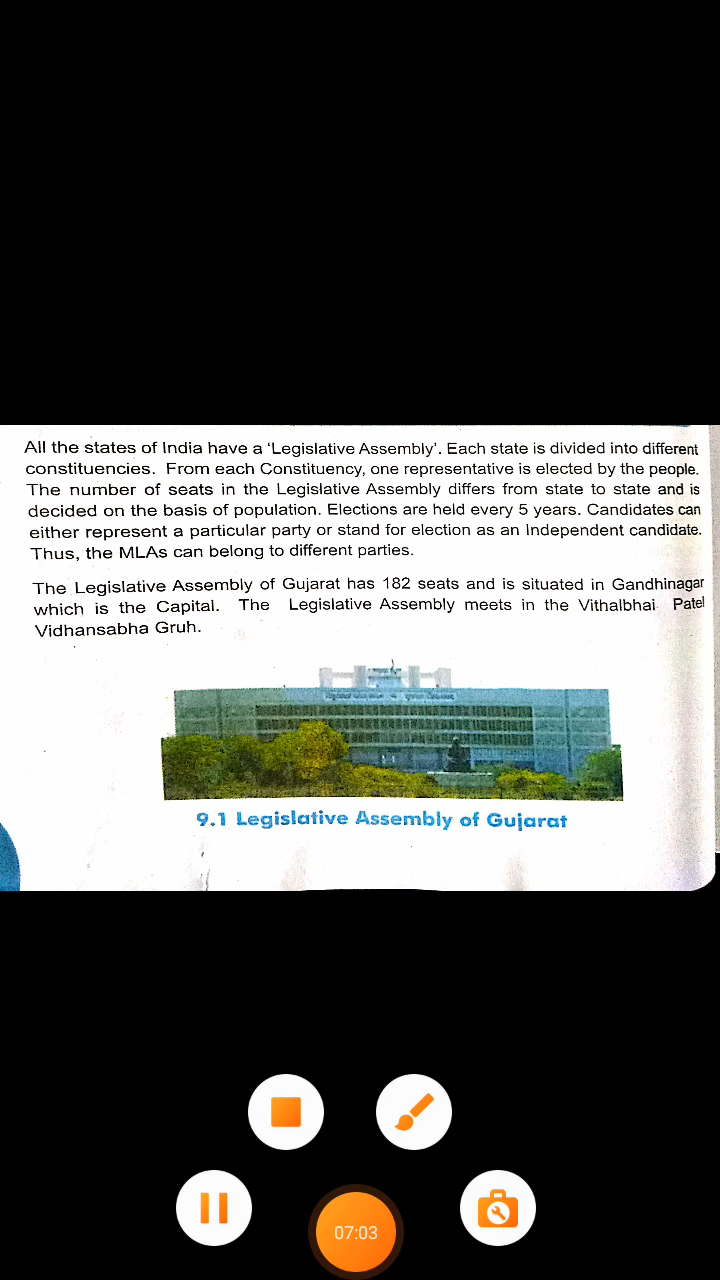 All the states of India have a 'Legislative Assembly'. Each state is divided into different
constituencies. From each Constituency, one representative is elected by the people.
The number of seats in the Legislative Assembly differs from state to state and is
decided on the basis of population. Elections are held every 5 years. Candidates can
either represent a particular party or stand for election as an Independent candidate.
Thus, the MLAs can belong to different parties.
The Legislative Assembly of Gujarat has 182 seats and is situated in Gandhinagar
which is the Capital. The Legislative Assembly meets in the Vithalbhai Patel
Vidhansabha Gruh.
9.1 Legislative Assembly of Gujarat
07:03